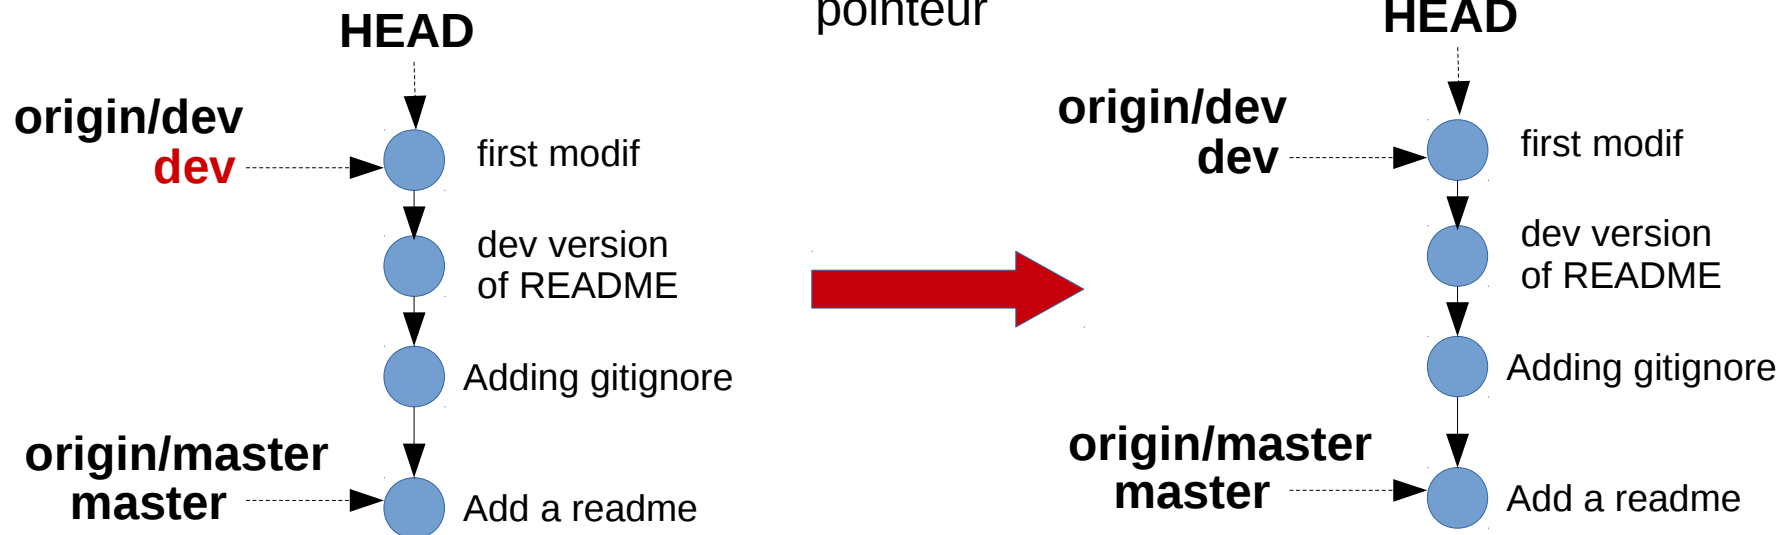 pointeur
HEAD
origin/dev
dev
first modif
dev version
of README
Adding gitignore
origin/master
master
Add a readme
HEAD
origin/dev
dev
first modif
dev version
of README
Adding gitignore
origin/master
master
Add a readme